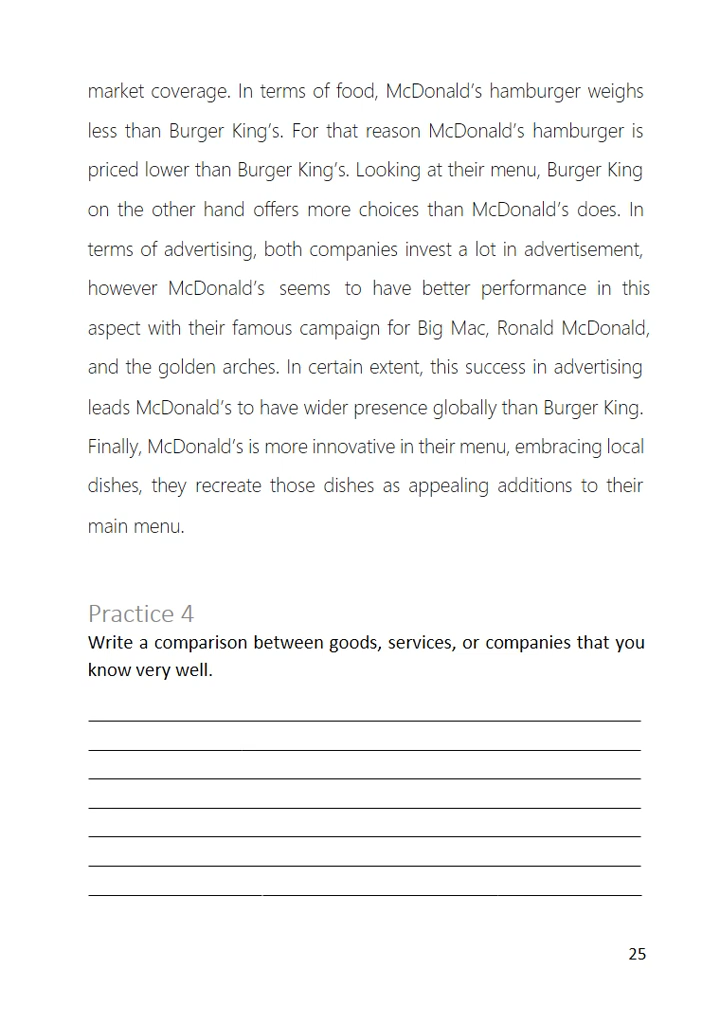 market coverage. In terms of food, McDonald's hamburger weighs
less than Burger King's. For that reason McDonald's hamburger is
priced lower than Burger King's. Looking at their menu, Burger King
on the other hand offers more choices than McDonald's does. In
terms of advertising, both companies invest a lot in advertisement,
however McDonald's seems to have better performance in this
aspect with their famous campaign for Big Mac, Ronald McDonald,
and the golden arches. In certain extent, this success in advertising
leads McDonald's to have wider presence globally than Burger King.
Finally, McDonald's is more innovative in their menu, embracing local
dishes, they recreate those dishes as appealing additions to their
main menu.
Practice 4
Write a comparison between goods, services, or companies that you
know very well.
25